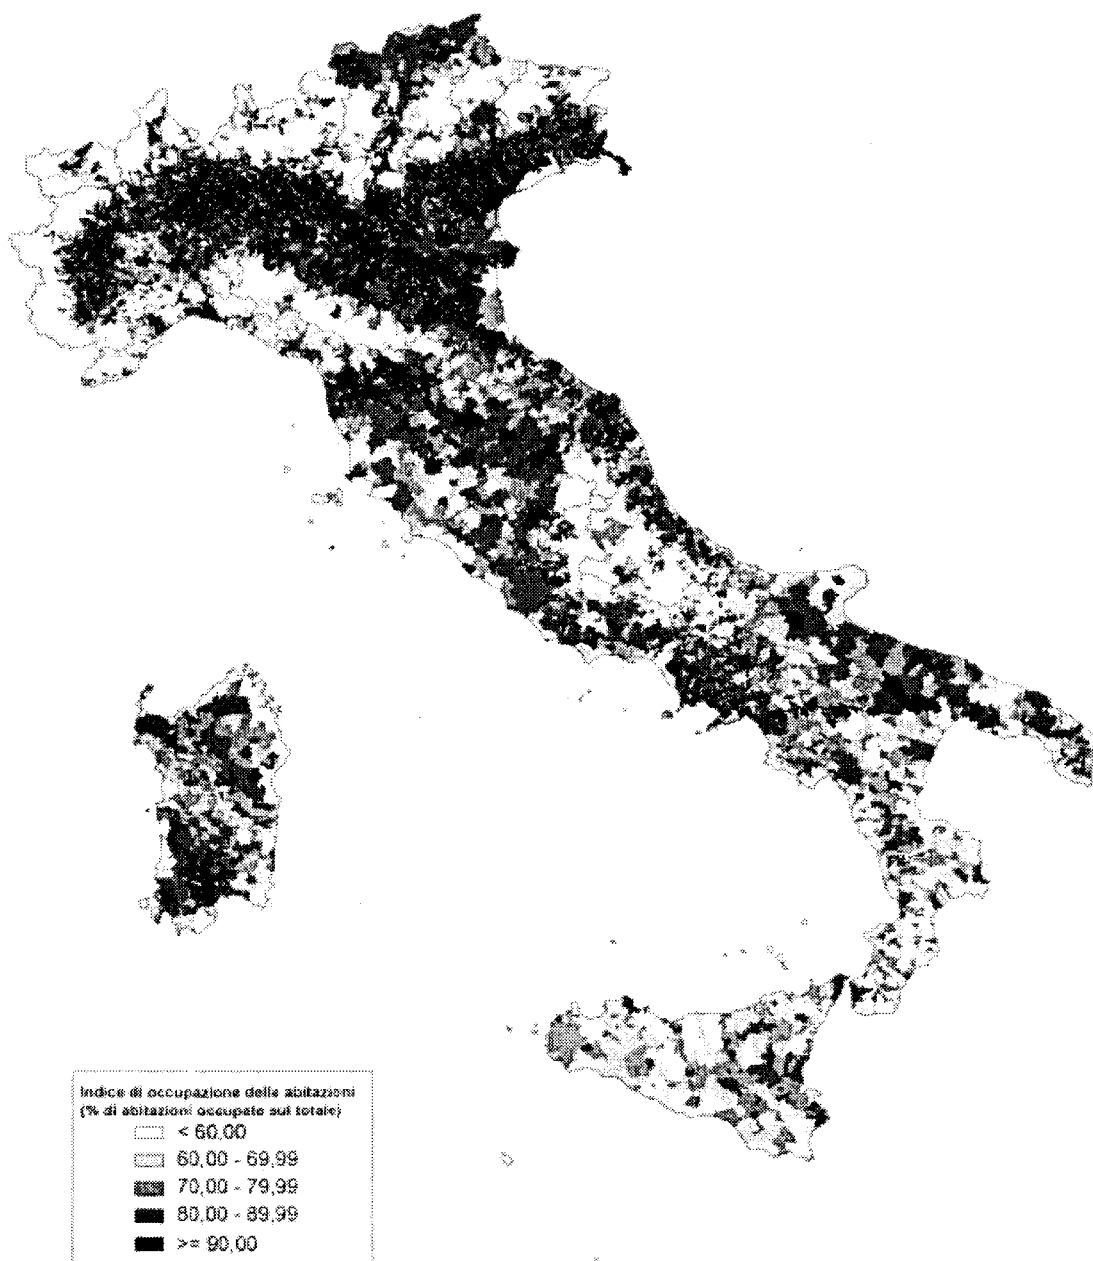 Indice di occupazione delle abitazioni
(% di abitazioni occupate sul totale)
< 60,00
60,00 - 69,99
70,00 - 79,99
80,00 - 89,99
>= 90,00